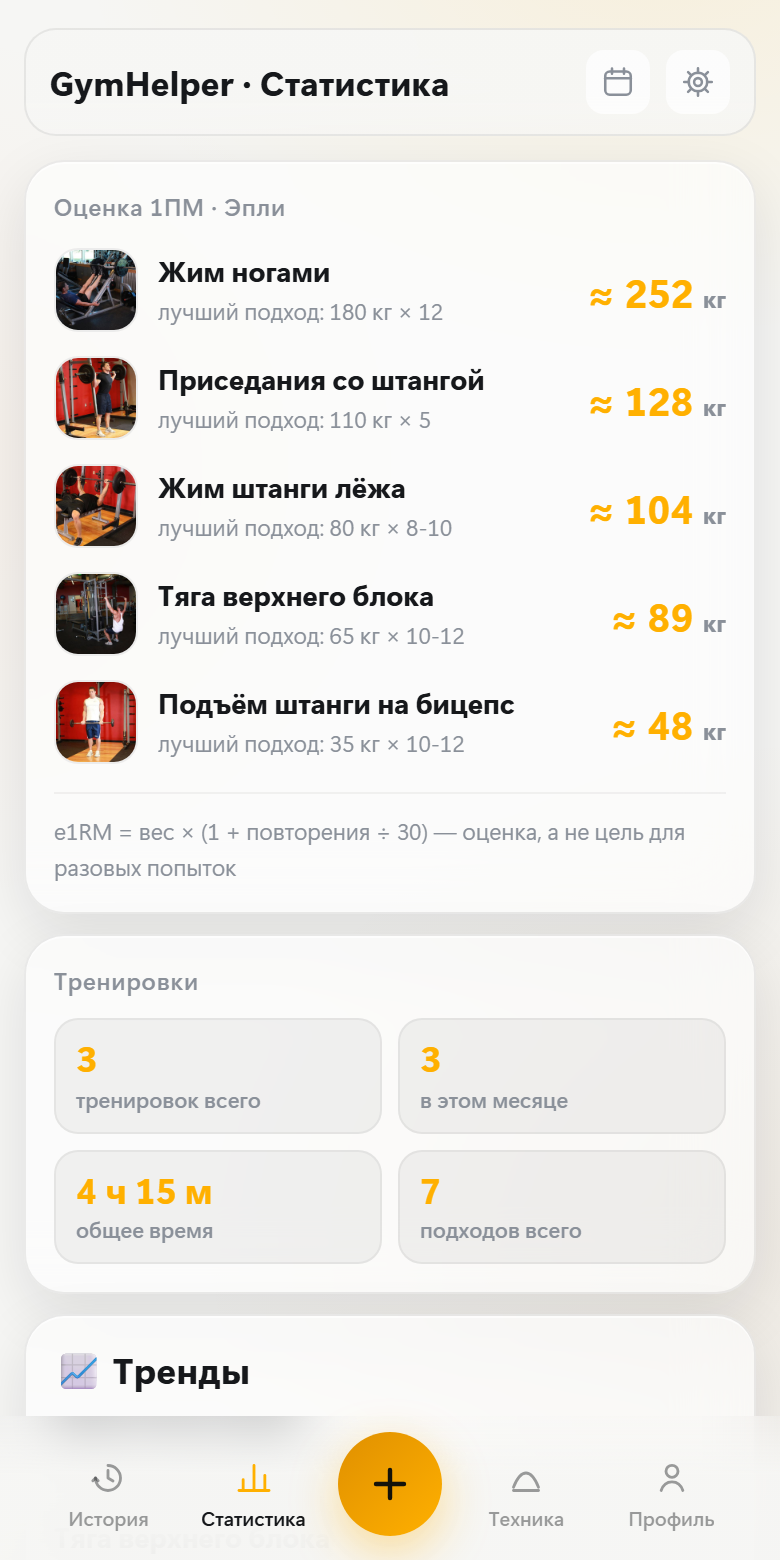 GymHelper · Статистика
Оценка 1ПМ · Эпли
Жим ногами
лучший подход: 180 кг × 12
≈ 252 кг
Приседания со штангой
лучший подход: 110 кг × 5
≈ 128 кг
Жим штанги лёжа
лучший подход: 80 кг × 8-10
≈ 104 кг
Тяга верхнего блока
лучший подход: 65 кг × 10-12
≈ 89 кг
Подъём штанги на бицепс
лучший подход: 35 кг × 10-12
≈ 48 кг
e1RM = вес × (1 + повторения ÷ 30) — оценка, а не цель для
разовых попыток
Тренировки
3
тренировок всего
3
в этом месяце
4 ч 15 м
общее время
7
подходов всего
Тренды
История
Статистика
Техника
Профиль
Тяга верхнего блока